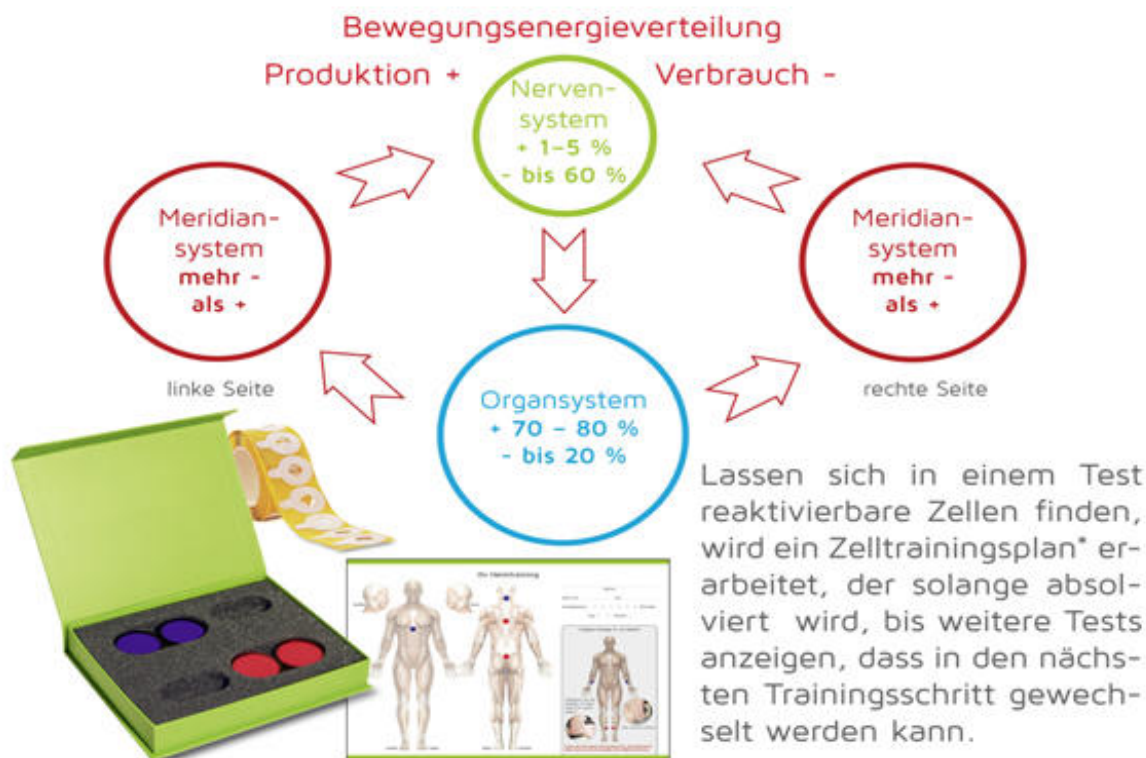 Bewegungsenergieverteilung
Produktion +
Verbrauch -
Nerven-
system
+ 1–5 %
- bis 60 %
Meridian-
system
mehr -
als +
Meridian-
system
mehr -
als +
linke Seite
rechte Seite
Organsystem
+ 70 – 80 %
- bis 20 %
Lassen sich in einem Test
reaktivierbare Zellen finden,
wird ein Zelltrainingsplan* er-
arbeitet, der solange absol-
viert wird, bis weitere Tests
anzeigen, dass in den nächs-
ten Trainingsschritt gewech-
selt werden kann.